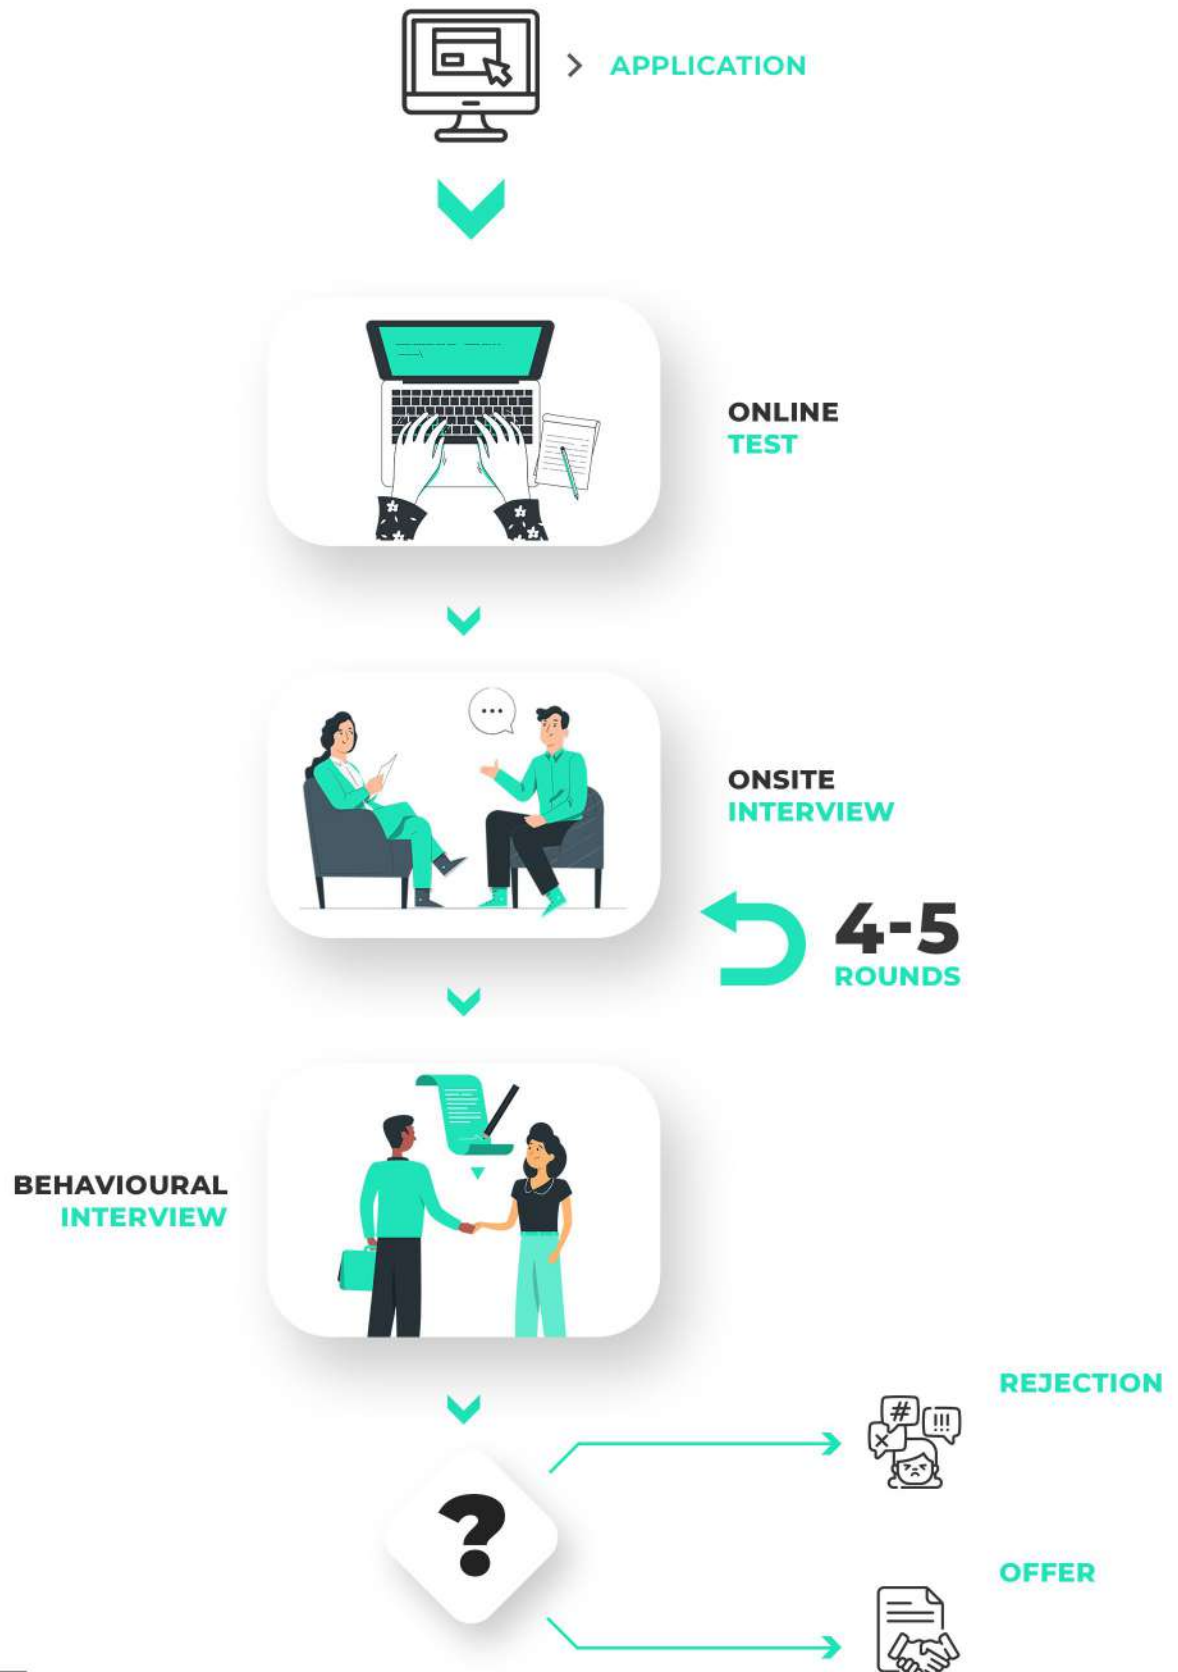 APPLICATION
ONLINE
TEST
ONSITE
INTERVIEW
4-5
ROUNDS
BEHAVIOURAL
INTERVIEW
REJECTION
#
!!!
?
OFFER